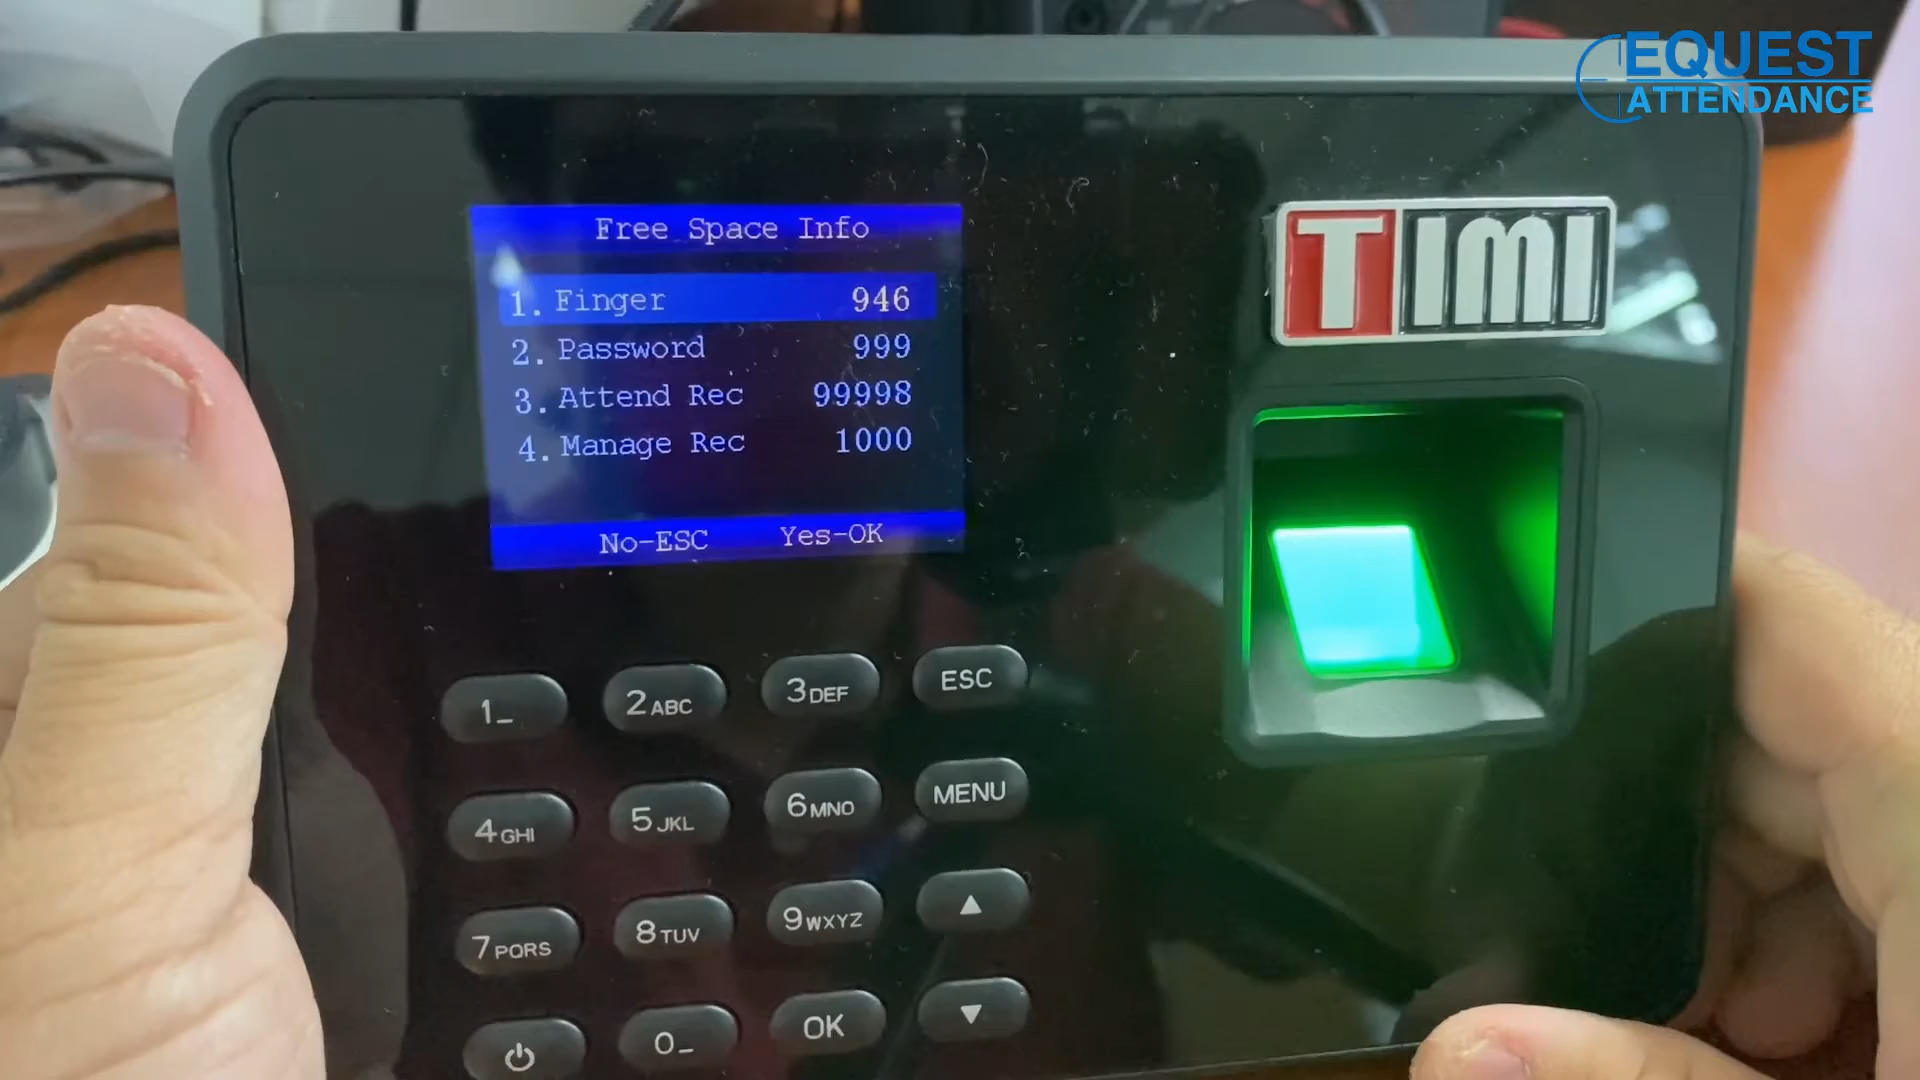 EQUEST
ATTENDANCE
TIMI
Free Space Info
1. Finger 946
2. Password 999
3. Attend Rec 99998
4. Manage Rec 1000
No-ESC Yes-OK
1_ 2ABC 3DEF ESC
4GHI 5JKL 6MNO MENU
7PQRS 8TUV 9WXYZ ▲
0_ OK ▼